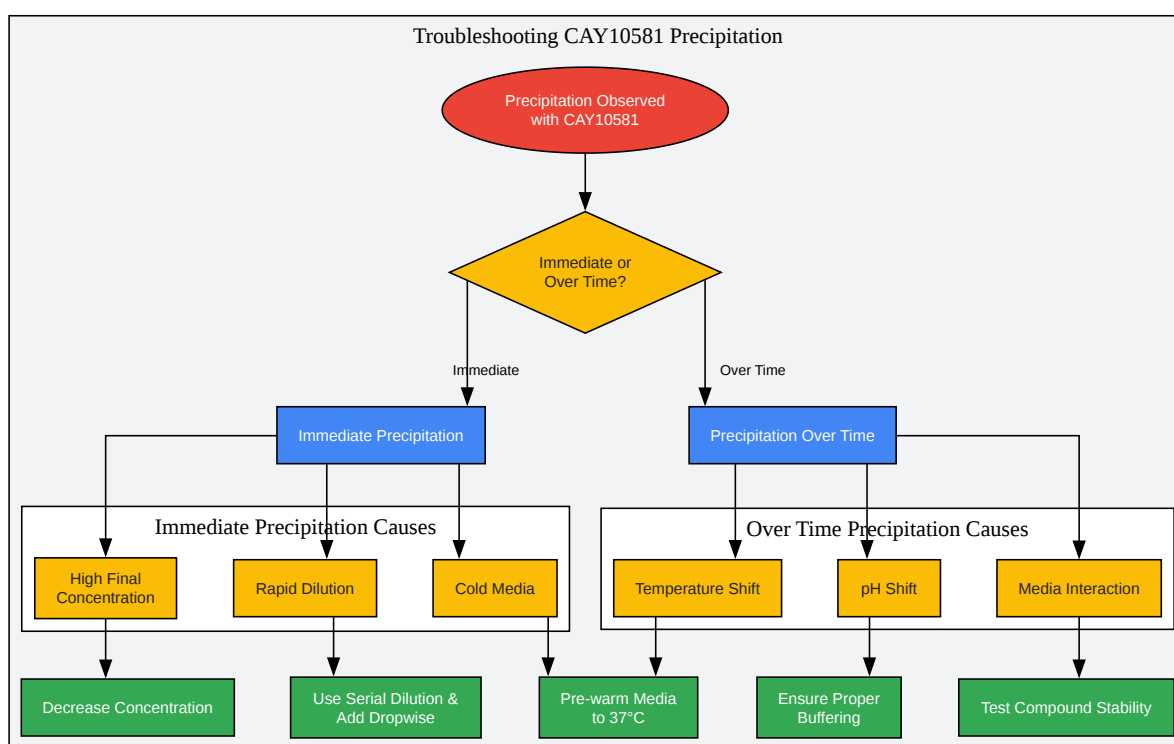 Troubleshooting CAY10581 Precipitation
Precipitation Observed
with CAY10581
Immediate or
Over Time?
Immediate
Over Time
Immediate Precipitation
Precipitation Over Time
Immediate Precipitation Causes
Over Time Precipitation Causes
High Final
Concentration
Rapid Dilution
Cold Media
Temperature Shift
pH Shift
Media Interaction
Decrease Concentration
Use Serial Dilution &
Add Dropwise
Pre-warm Media
to 37°C
Ensure Proper
Buffering
Test Compound Stability